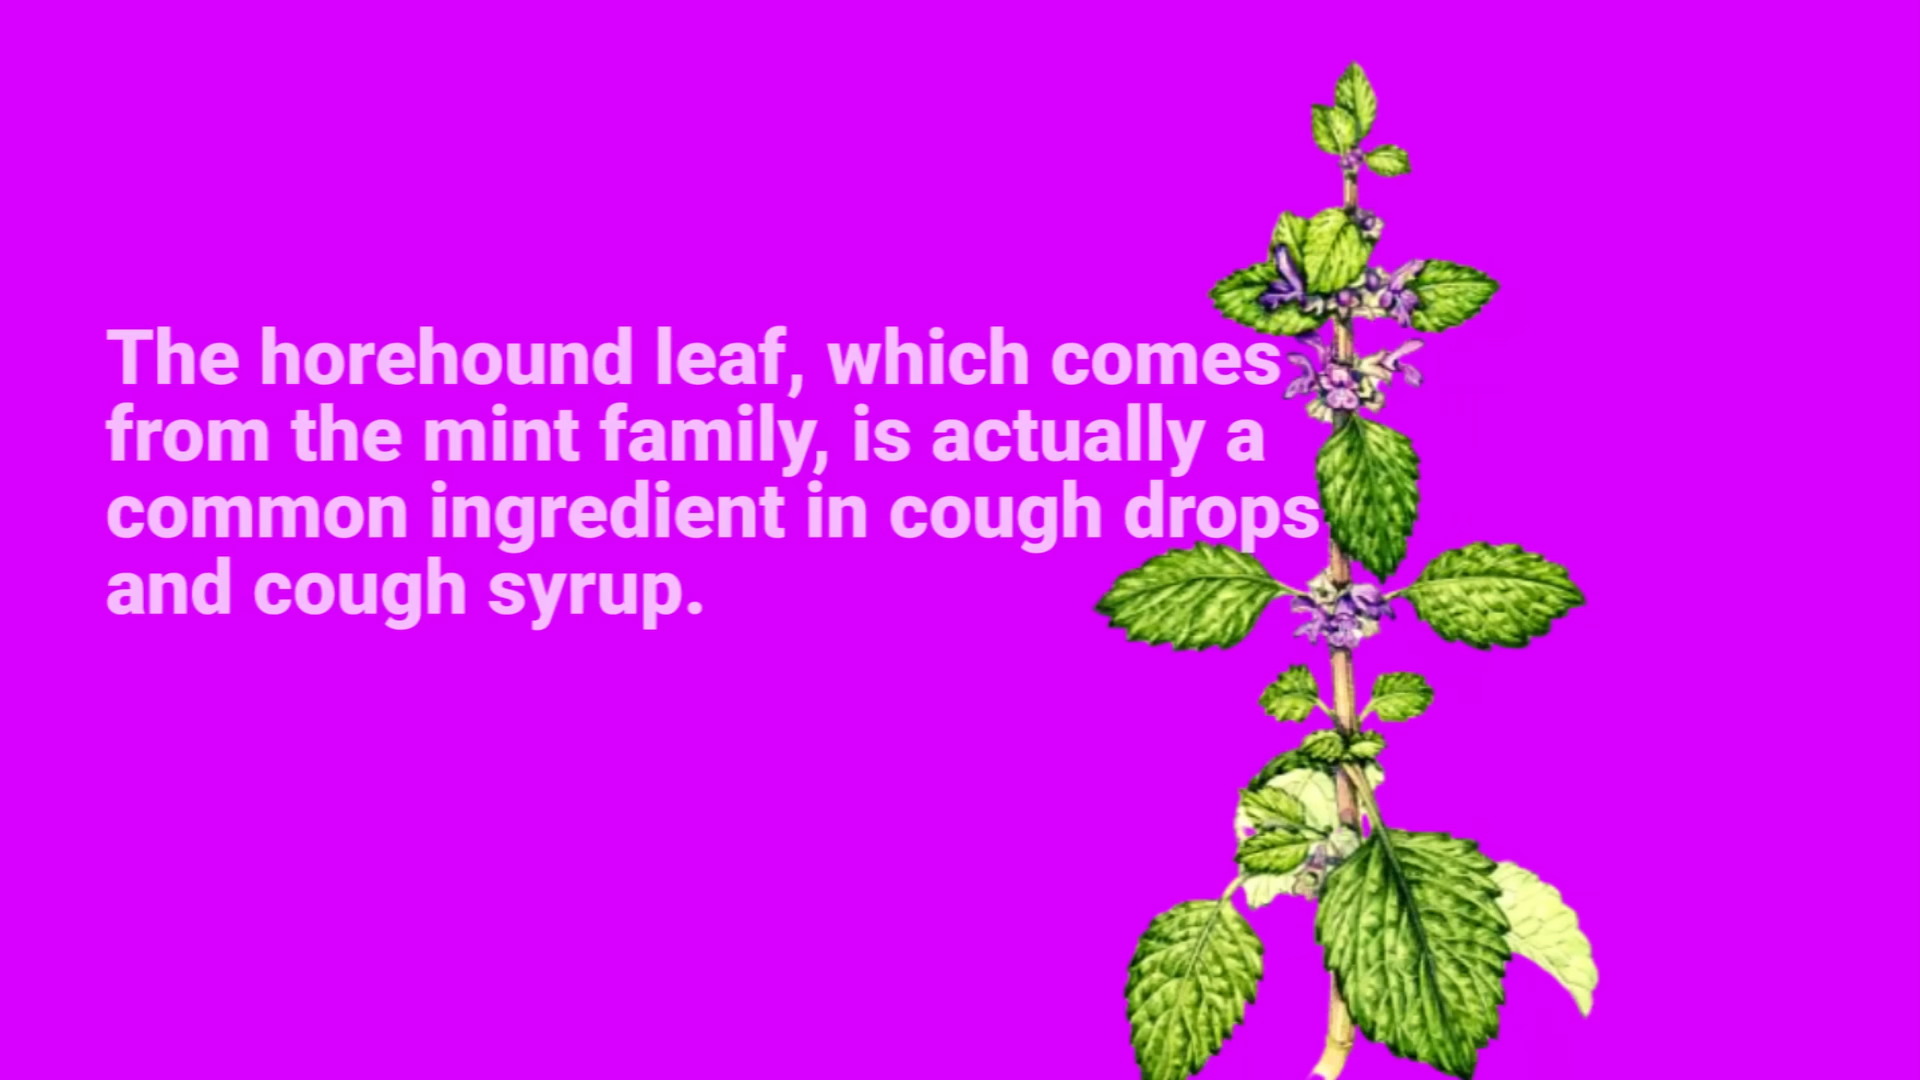 The horehound leaf, which comes
from the mint family, is actually a
common ingredient in cough drops
and cough syrup.